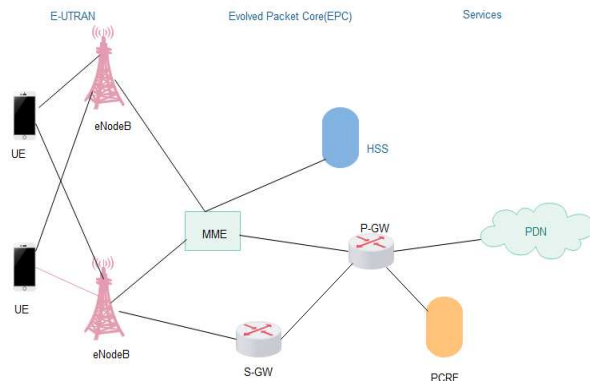 E-UTRAN
Evolved Packet Core(EPC)
Services
eNodeB
UE
HSS
P-GW
MME
PDN
UE
eNodeB
S-GW
PCRF